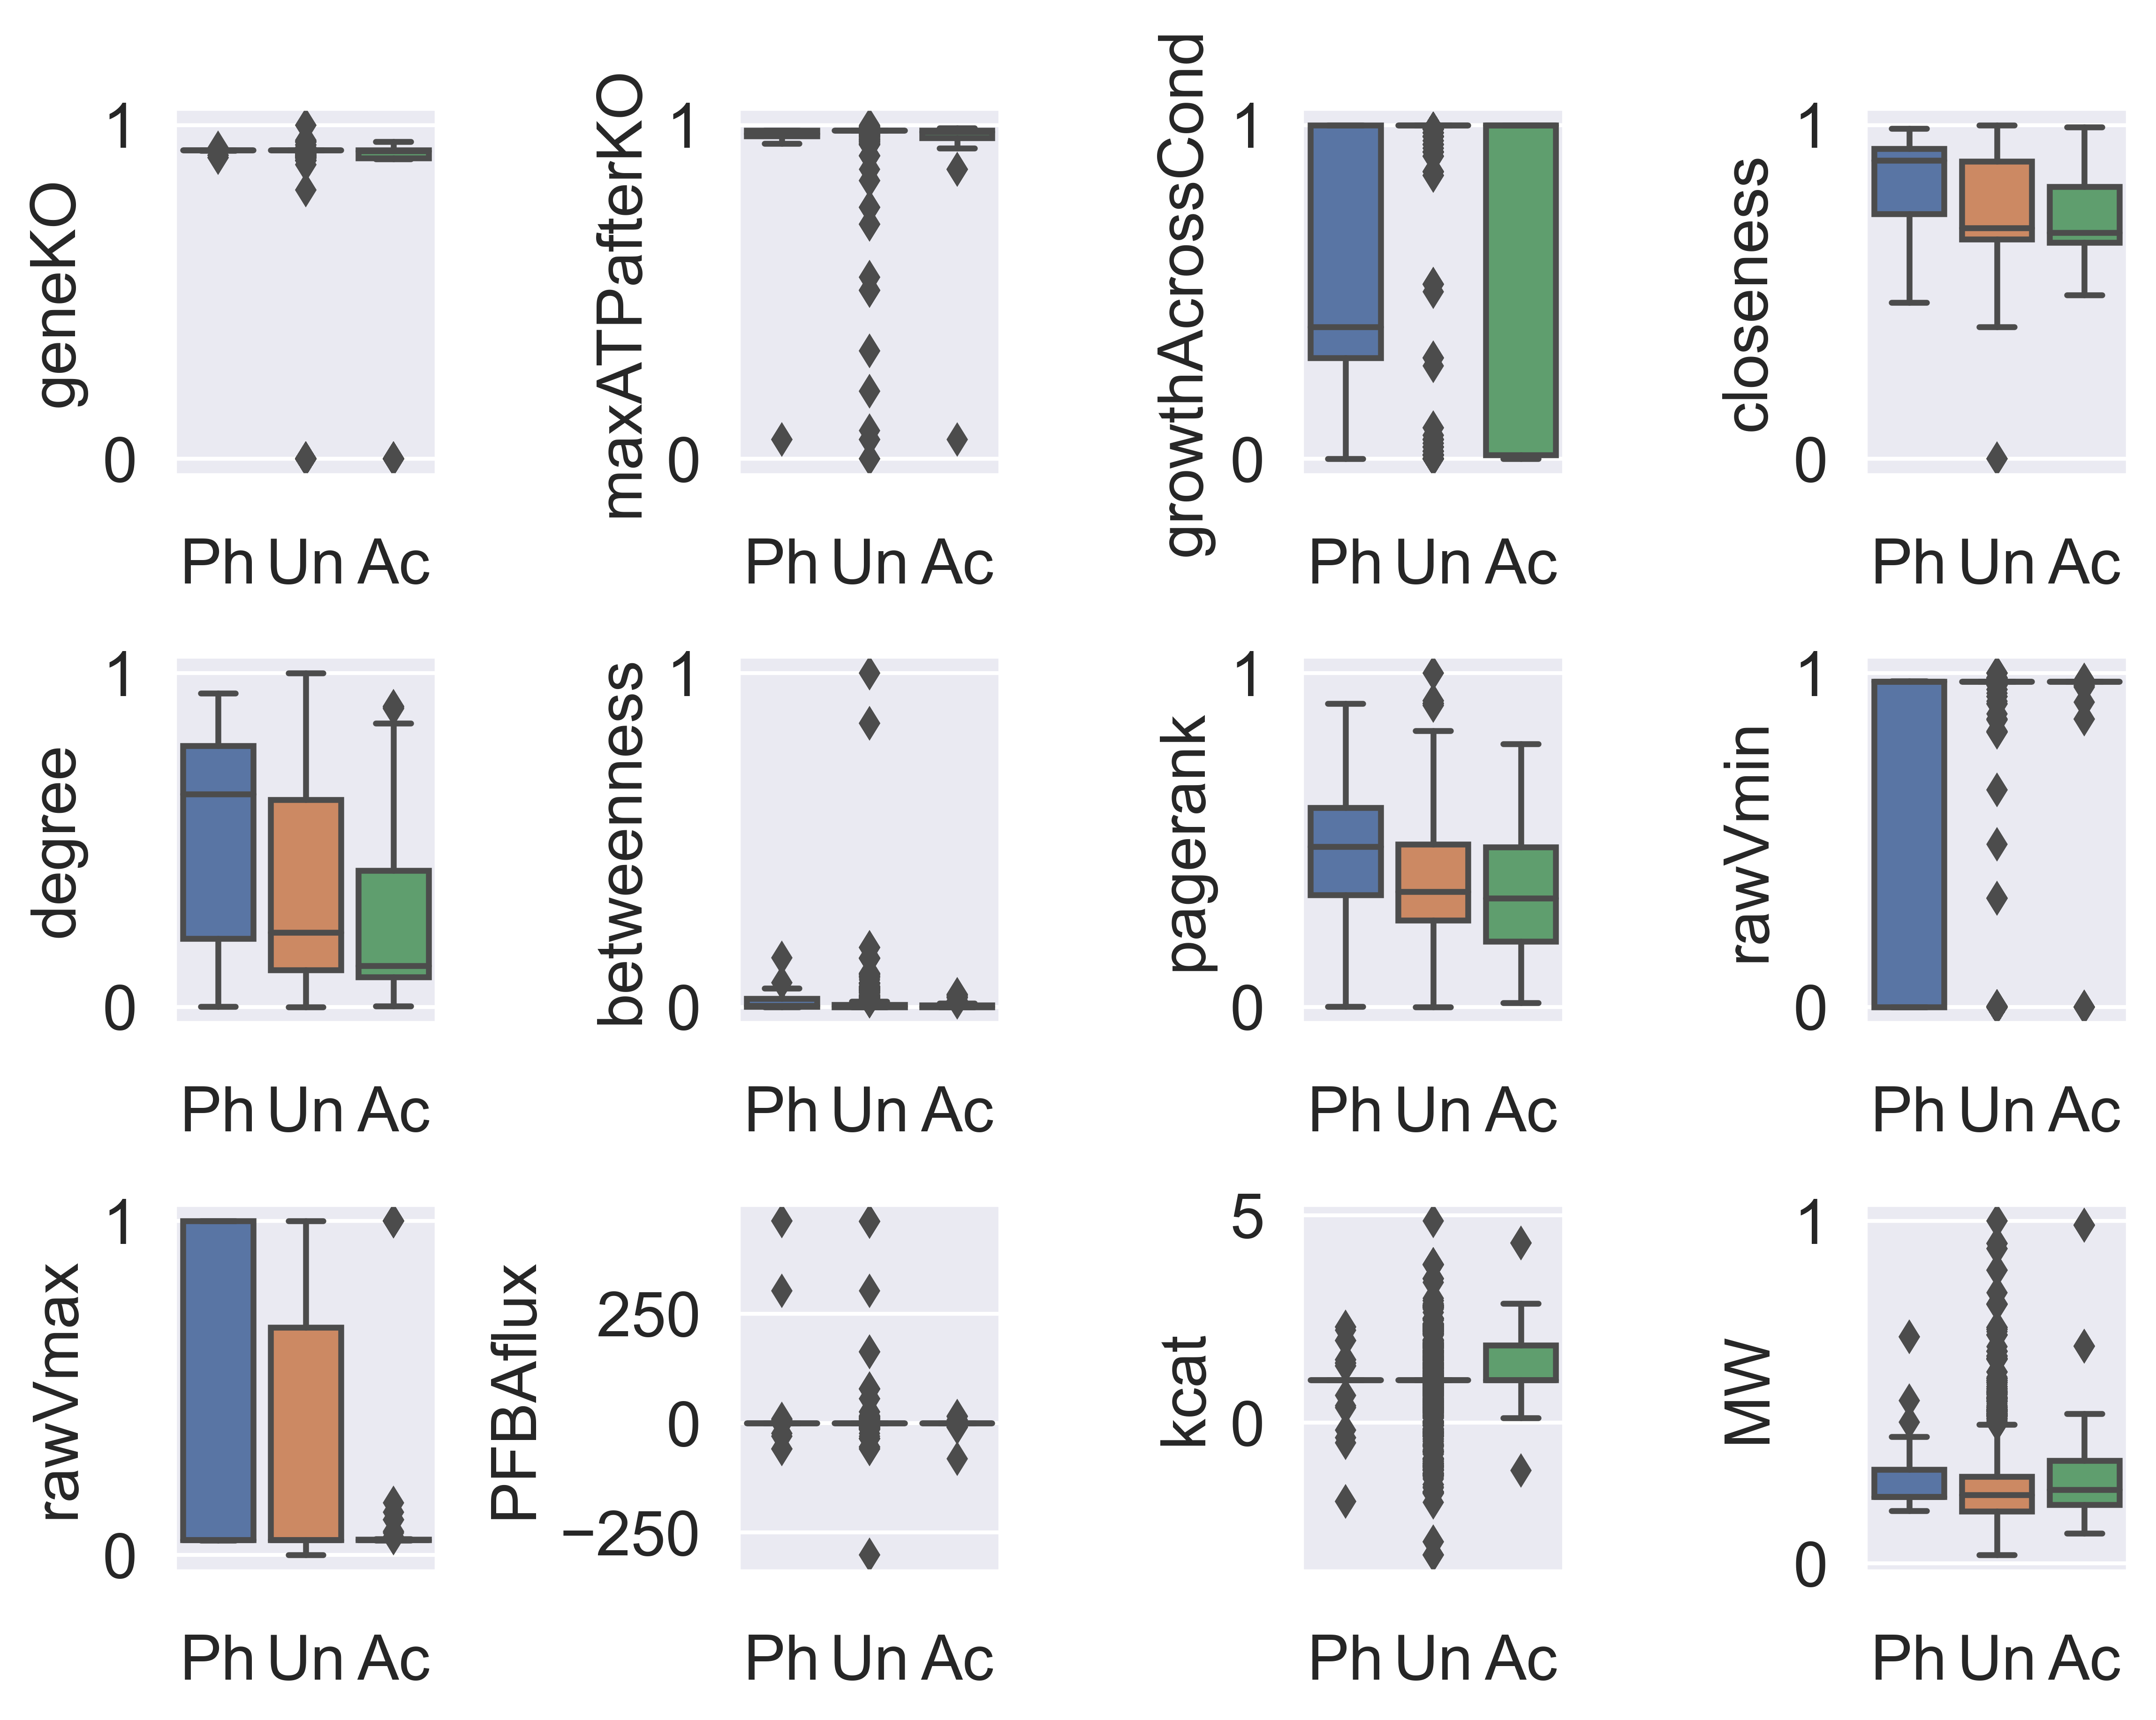 geneKO
1
0
Ph Un Ac
maxATPafterKO
1
0
Ph Un Ac
growthAcrossCond
1
0
Ph Un Ac
closeness
1
0
Ph Un Ac
degree
1
0
Ph Un Ac
betweenness
1
0
Ph Un Ac
pagerank
1
0
Ph Un Ac
rawVmin
1
0
Ph Un Ac
rawVmax
1
0
Ph Un Ac
PFBAflux
250
0
−250
Ph Un Ac
kcat
5
0
Ph Un Ac
MW
1
0
Ph Un Ac